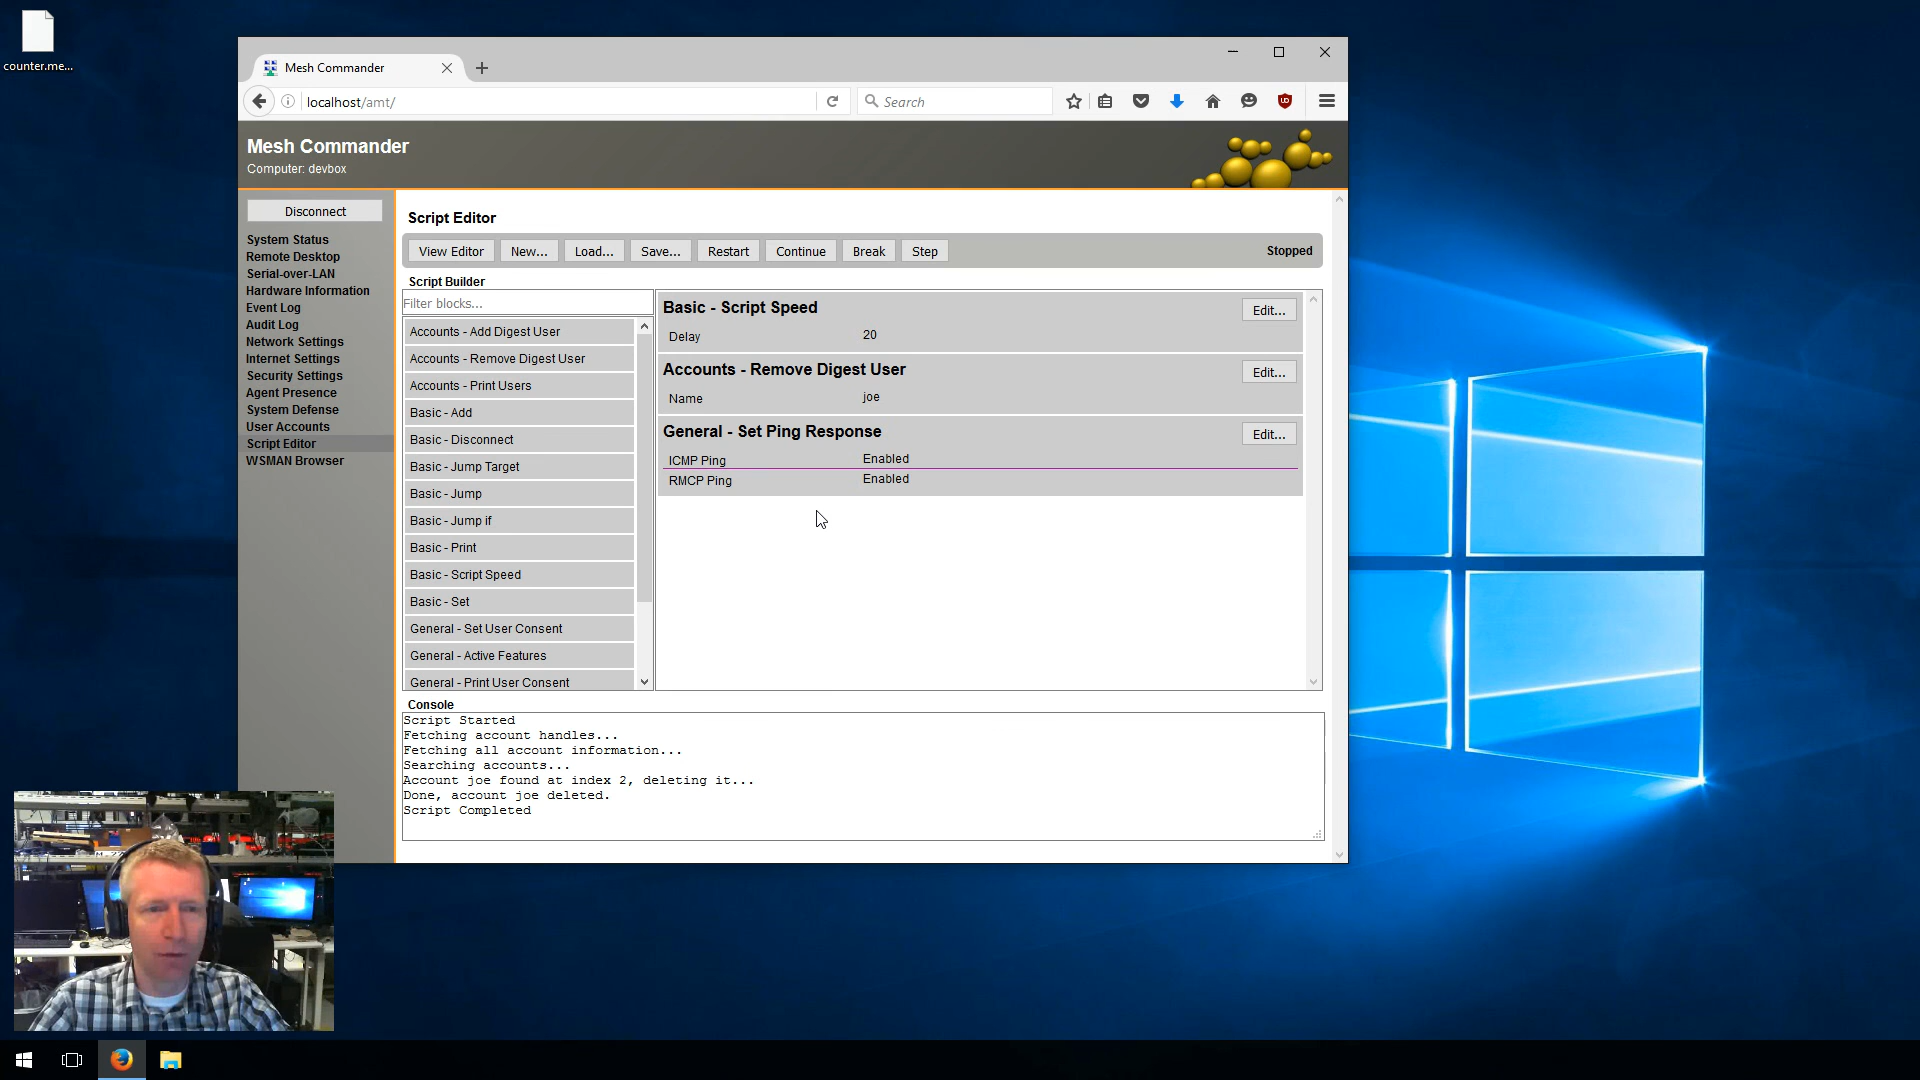 counter.me...
Mesh Commander
localhost/amt/
Search
Mesh Commander
Computer: devbox
Disconnect
System Status
Remote Desktop
Serial-over-LAN
Hardware Information
Event Log
Audit Log
Network Settings
Internet Settings
Security Settings
Agent Presence
System Defense
User Accounts
Script Editor
WSMAN Browser
Script Editor
View Editor New... Load... Save... Restart Continue Break Step Stopped
Script Builder
Filter blocks...
Accounts - Add Digest User
Accounts - Remove Digest User
Accounts - Print Users
Basic - Add
Basic - Disconnect
Basic - Jump Target
Basic - Jump
Basic - Jump if
Basic - Print
Basic - Script Speed
Basic - Set
General - Set User Consent
General - Active Features
General - Print User Consent
Basic - Script Speed Edit...
Delay 20
Accounts - Remove Digest User Edit...
Name joe
General - Set Ping Response Edit...
ICMP Ping Enabled
RMCP Ping Enabled
Console
Script Started
Fetching account handles...
Fetching all account information...
Searching accounts...
Account joe found at index 2, deleting it...
Done, account joe deleted.
Script Completed